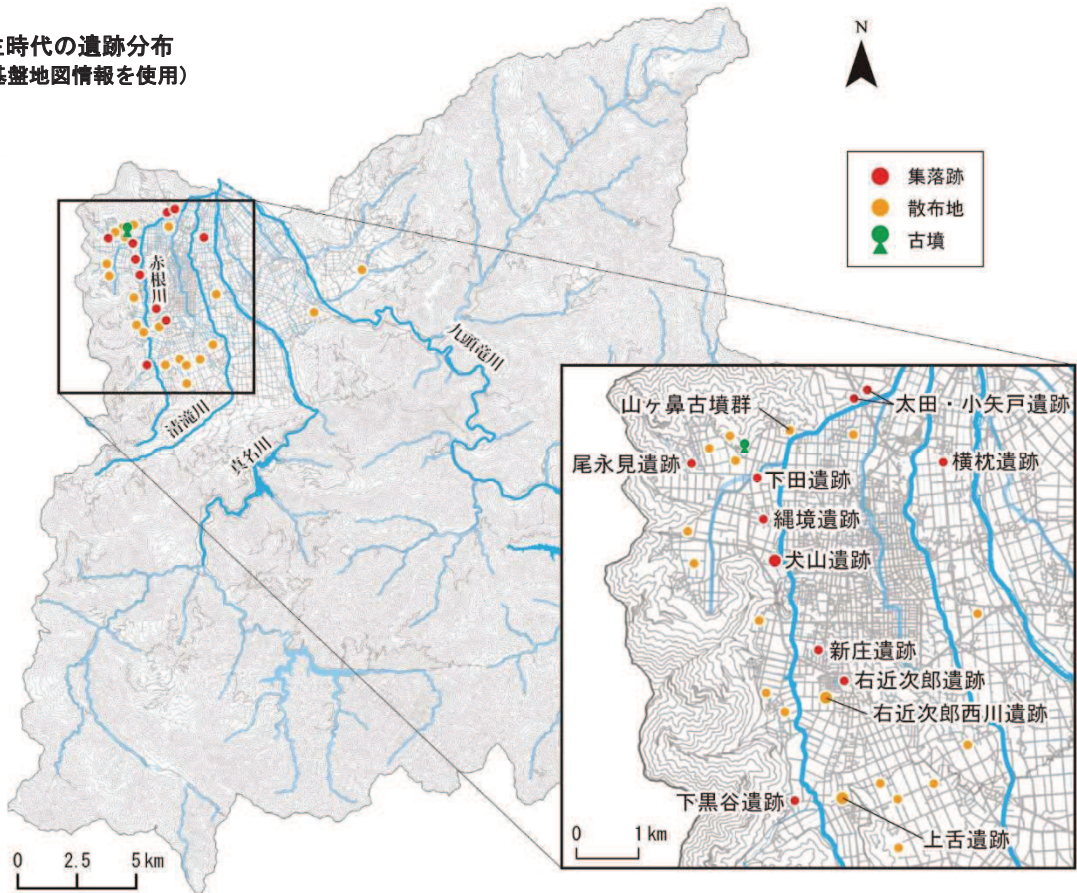 生時代の遺跡分布
基盤地図情報を使用）
N
集落跡
散布地
古墳
赤根川
九頭竜川
清滝川
真名川
山ヶ鼻古墳群
太田・小矢戸遺跡
尾永見遺跡
横枕遺跡
下田遺跡
縄境遺跡
犬山遺跡
新庄遺跡
右近次郎遺跡
右近次郎西川遺跡
下黒谷遺跡
上舌遺跡
0 1 km
0 2.5 5 km